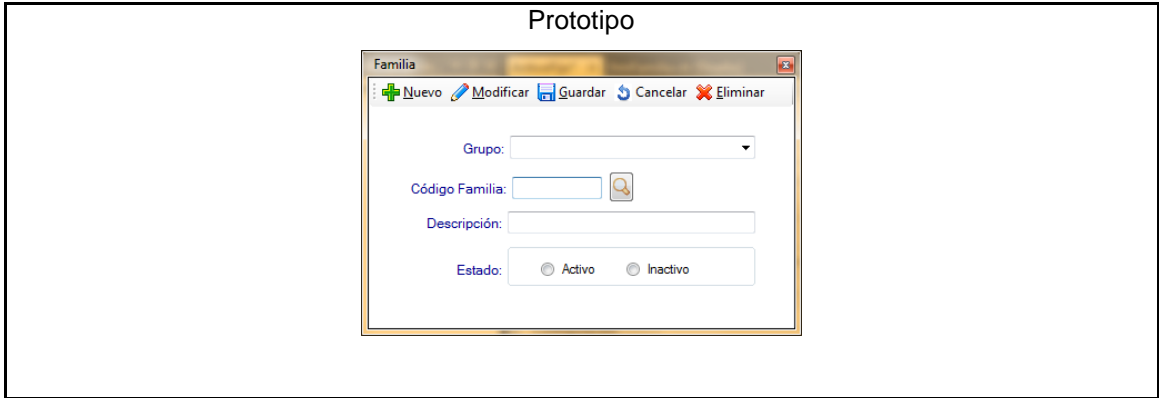 Prototipo
Familia
Nuevo Modificar Guardar Cancelar Eliminar
Grupo:
Código Familia:
Descripción:
Estado: Activo Inactivo